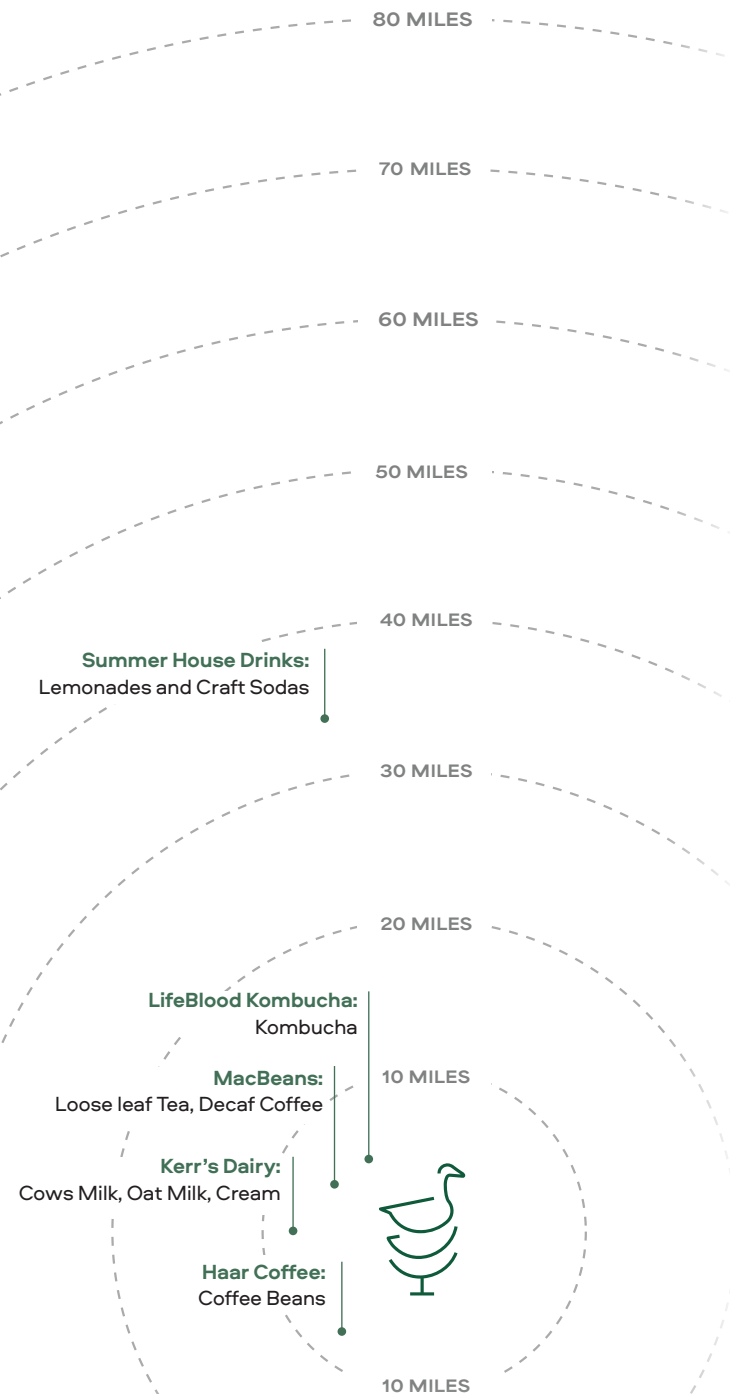 80 MILES
70 MILES
60 MILES
50 MILES
40 MILES
Summer House Drinks:
Lemonades and Craft Sodas
30 MILES
20 MILES
LifeBlood Kombucha:
Kombucha
10 MILES
MacBeans:
Loose leaf Tea, Decaf Coffee
Kerr’s Dairy:
Cows Milk, Oat Milk, Cream
Haar Coffee:
Coffee Beans
10 MILES